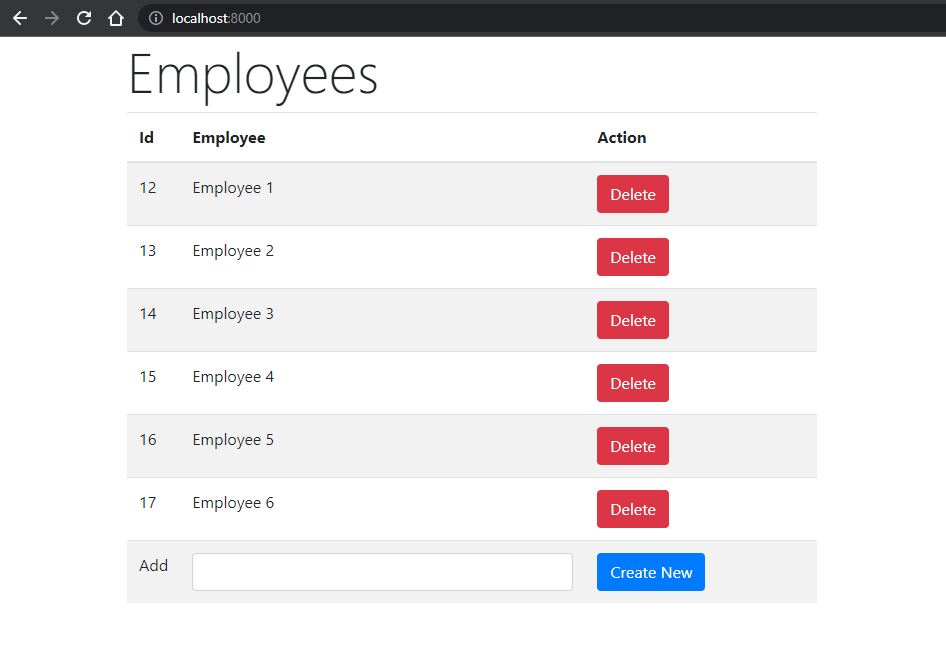 localhost:8000
Employees
Id Employee Action
12 Employee 1 Delete
13 Employee 2 Delete
14 Employee 3 Delete
15 Employee 4 Delete
16 Employee 5 Delete
17 Employee 6 Delete
Add Create New